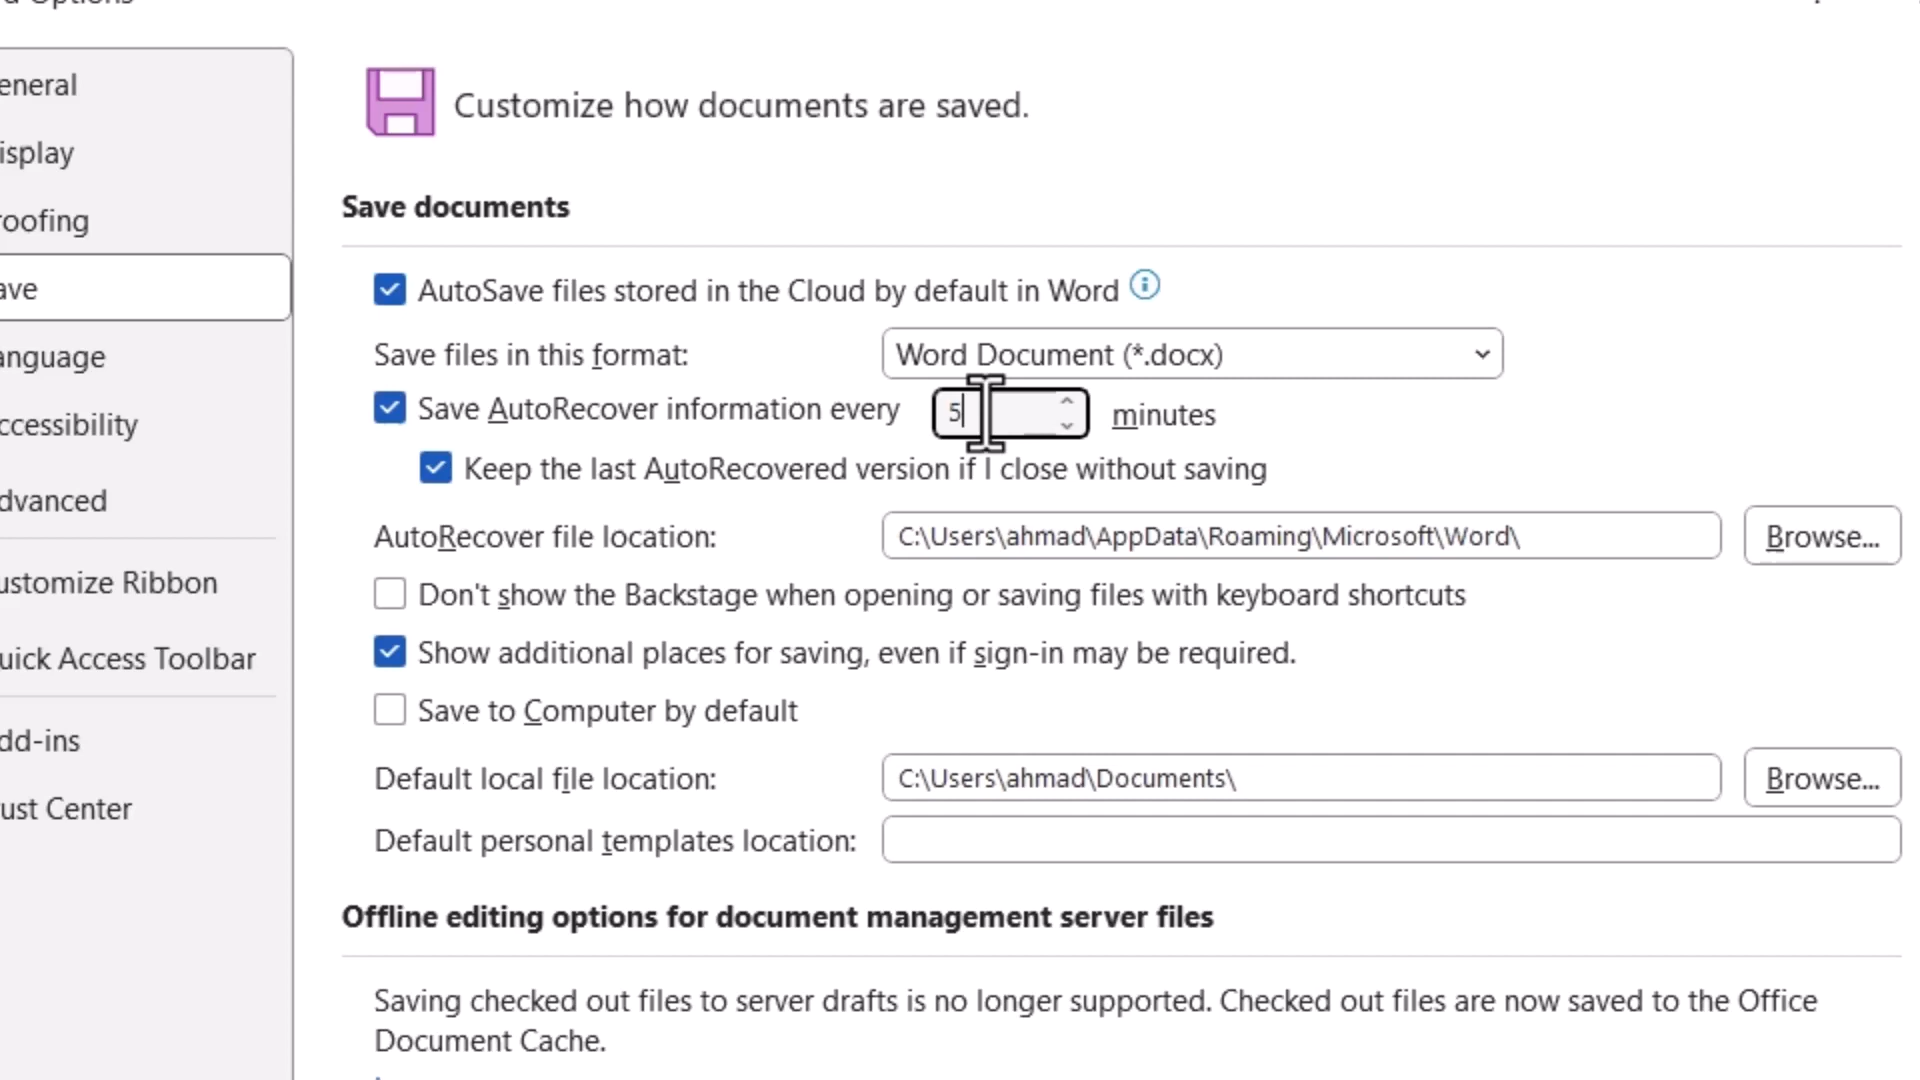 Options
eneral
isplay
roofing
ave
anguage
ccessibility
dvanced
ustomize Ribbon
uick Access Toolbar
dd-ins
ust Center
Customize how documents are saved.
Save documents
AutoSave files stored in the Cloud by default in Word
Save files in this format: Word Document (*.docx)
Save AutoRecover information every 5 minutes
Keep the last AutoRecovered version if I close without saving
AutoRecover file location: C:\Users\ahmad\AppData\Roaming\Microsoft\Word\ Browse...
Don't show the Backstage when opening or saving files with keyboard shortcuts
Show additional places for saving, even if sign-in may be required.
Save to Computer by default
Default local file location: C:\Users\ahmad\Documents\ Browse...
Default personal templates location:
Offline editing options for document management server files
Saving checked out files to server drafts is no longer supported. Checked out files are now saved to the Office
Document Cache.